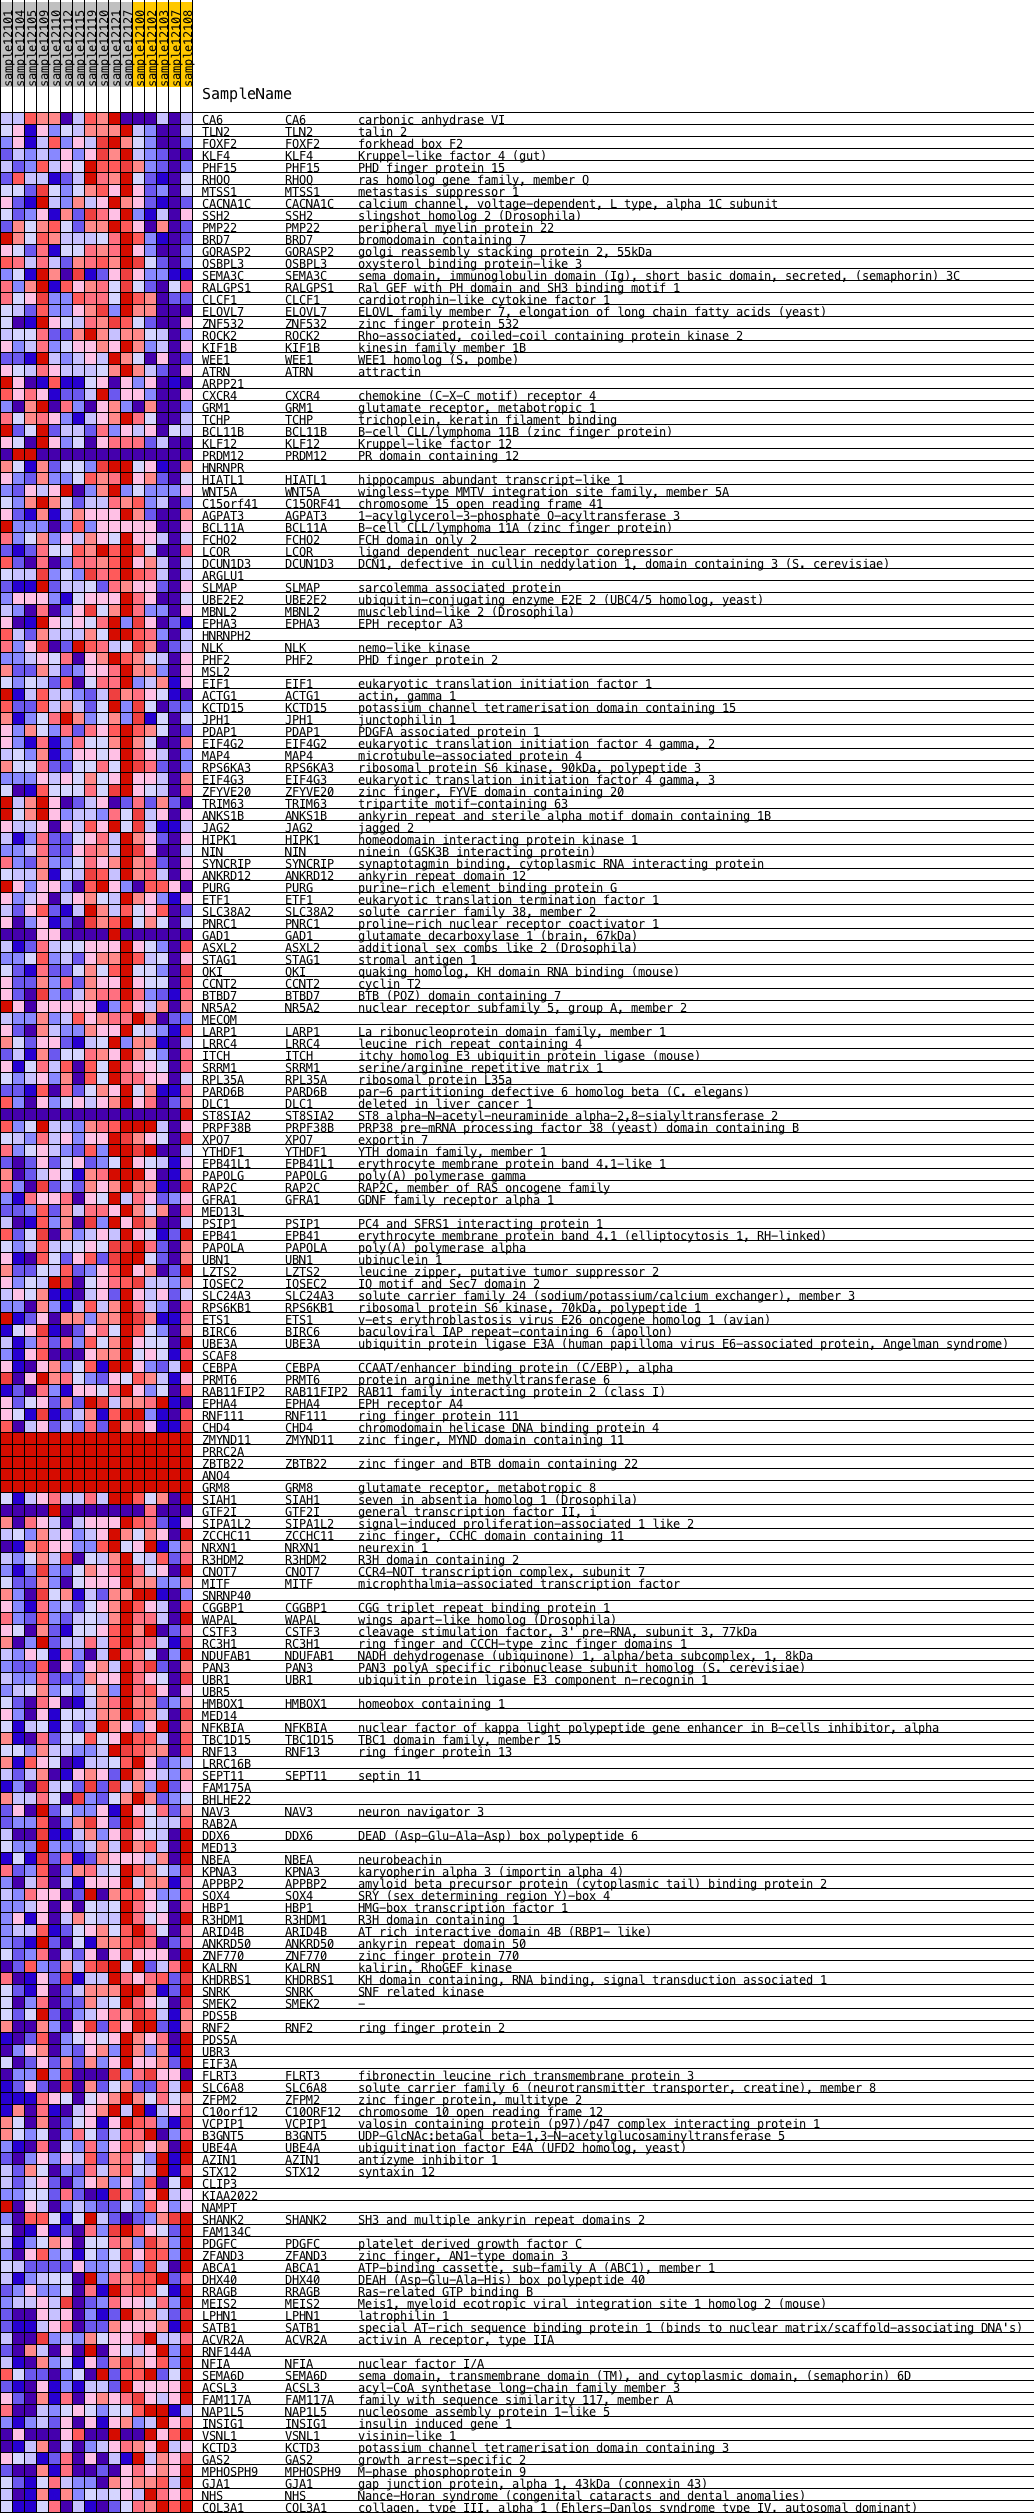 sample12101
sample12104
sample12105
sample12109
sample12110
sample12112
sample12115
sample12119
sample12120
sample12121
sample12127
sample12100
sample12102
sample12103
sample12107
sample12108
SampleName
CA6 CA6 carbonic anhydrase VI
TLN2 TLN2 talin 2
FOXF2 FOXF2 forkhead box F2
KLF4 KLF4 Kruppel-like factor 4 (gut)
PHF15 PHF15 PHD finger protein 15
RHOQ RHOQ ras homolog gene family, member Q
MTSS1 MTSS1 metastasis suppressor 1
CACNA1C CACNA1C calcium channel, voltage-dependent, L type, alpha 1C subunit
SSH2 SSH2 slingshot homolog 2 (Drosophila)
PMP22 PMP22 peripheral myelin protein 22
BRD7 BRD7 bromodomain containing 7
GORASP2 GORASP2 golgi reassembly stacking protein 2, 55kDa
OSBPL3 OSBPL3 oxysterol binding protein-like 3
SEMA3C SEMA3C sema domain, immunoglobulin domain (Ig), short basic domain, secreted, (semaphorin) 3C
RALGPS1 RALGPS1 Ral GEF with PH domain and SH3 binding motif 1
CLCF1 CLCF1 cardiotrophin-like cytokine factor 1
ELOVL7 ELOVL7 ELOVL family member 7, elongation of long chain fatty acids (yeast)
ZNF532 ZNF532 zinc finger protein 532
ROCK2 ROCK2 Rho-associated, coiled-coil containing protein kinase 2
KIF1B KIF1B kinesin family member 1B
WEE1 WEE1 WEE1 homolog (S. pombe)
ATRN ATRN attractin
ARPP21
CXCR4 CXCR4 chemokine (C-X-C motif) receptor 4
GRM1 GRM1 glutamate receptor, metabotropic 1
TCHP TCHP trichoplein, keratin filament binding
BCL11B BCL11B B-cell CLL/lymphoma 11B (zinc finger protein)
KLF12 KLF12 Kruppel-like factor 12
PRDM12 PRDM12 PR domain containing 12
HNRNPR
HIATL1 HIATL1 hippocampus abundant transcript-like 1
WNT5A WNT5A wingless-type MMTV integration site family, member 5A
C15orf41 C15ORF41 chromosome 15 open reading frame 41
AGPAT3 AGPAT3 1-acylglycerol-3-phosphate O-acyltransferase 3
BCL11A BCL11A B-cell CLL/lymphoma 11A (zinc finger protein)
FCHO2 FCHO2 FCH domain only 2
LCOR LCOR ligand dependent nuclear receptor corepressor
DCUN1D3 DCUN1D3 DCN1, defective in cullin neddylation 1, domain containing 3 (S. cerevisiae)
ARGLU1
SLMAP SLMAP sarcolemma associated protein
UBE2E2 UBE2E2 ubiquitin-conjugating enzyme E2E 2 (UBC4/5 homolog, yeast)
MBNL2 MBNL2 muscleblind-like 2 (Drosophila)
EPHA3 EPHA3 EPH receptor A3
HNRNPH2
NLK NLK nemo-like kinase
PHF2 PHF2 PHD finger protein 2
MSL2
EIF1 EIF1 eukaryotic translation initiation factor 1
ACTG1 ACTG1 actin, gamma 1
KCTD15 KCTD15 potassium channel tetramerisation domain containing 15
JPH1 JPH1 junctophilin 1
PDAP1 PDAP1 PDGFA associated protein 1
EIF4G2 EIF4G2 eukaryotic translation initiation factor 4 gamma, 2
MAP4 MAP4 microtubule-associated protein 4
RPS6KA3 RPS6KA3 ribosomal protein S6 kinase, 90kDa, polypeptide 3
EIF4G3 EIF4G3 eukaryotic translation initiation factor 4 gamma, 3
ZFYVE20 ZFYVE20 zinc finger, FYVE domain containing 20
TRIM63 TRIM63 tripartite motif-containing 63
ANKS1B ANKS1B ankyrin repeat and sterile alpha motif domain containing 1B
JAG2 JAG2 jagged 2
HIPK1 HIPK1 homeodomain interacting protein kinase 1
NIN NIN ninein (GSK3B interacting protein)
SYNCRIP SYNCRIP synaptotagmin binding, cytoplasmic RNA interacting protein
ANKRD12 ANKRD12 ankyrin repeat domain 12
PURG PURG purine-rich element binding protein G
ETF1 ETF1 eukaryotic translation termination factor 1
SLC38A2 SLC38A2 solute carrier family 38, member 2
PNRC1 PNRC1 proline-rich nuclear receptor coactivator 1
GAD1 GAD1 glutamate decarboxylase 1 (brain, 67kDa)
ASXL2 ASXL2 additional sex combs like 2 (Drosophila)
STAG1 STAG1 stromal antigen 1
QKI QKI quaking homolog, KH domain RNA binding (mouse)
CCNT2 CCNT2 cyclin T2
BTBD7 BTBD7 BTB (POZ) domain containing 7
NR5A2 NR5A2 nuclear receptor subfamily 5, group A, member 2
MECOM
LARP1 LARP1 La ribonucleoprotein domain family, member 1
LRRC4 LRRC4 leucine rich repeat containing 4
ITCH ITCH itchy homolog E3 ubiquitin protein ligase (mouse)
SRRM1 SRRM1 serine/arginine repetitive matrix 1
RPL35A RPL35A ribosomal protein L35a
PARD6B PARD6B par-6 partitioning defective 6 homolog beta (C. elegans)
DLC1 DLC1 deleted in liver cancer 1
ST8SIA2 ST8SIA2 ST8 alpha-N-acetyl-neuraminide alpha-2,8-sialyltransferase 2
PRPF38B PRPF38B PRP38 pre-mRNA processing factor 38 (yeast) domain containing B
XPO7 XPO7 exportin 7
YTHDF1 YTHDF1 YTH domain family, member 1
EPB41L1 EPB41L1 erythrocyte membrane protein band 4.1-like 1
PAPOLG PAPOLG poly(A) polymerase gamma
RAP2C RAP2C RAP2C, member of RAS oncogene family
GFRA1 GFRA1 GDNF family receptor alpha 1
MED13L
PSIP1 PSIP1 PC4 and SFRS1 interacting protein 1
EPB41 EPB41 erythrocyte membrane protein band 4.1 (elliptocytosis 1, RH-linked)
PAPOLA PAPOLA poly(A) polymerase alpha
UBN1 UBN1 ubinuclein 1
LZTS2 LZTS2 leucine zipper, putative tumor suppressor 2
IQSEC2 IQSEC2 IQ motif and Sec7 domain 2
SLC24A3 SLC24A3 solute carrier family 24 (sodium/potassium/calcium exchanger), member 3
RPS6KB1 RPS6KB1 ribosomal protein S6 kinase, 70kDa, polypeptide 1
ETS1 ETS1 v-ets erythroblastosis virus E26 oncogene homolog 1 (avian)
BIRC6 BIRC6 baculoviral IAP repeat-containing 6 (apollon)
UBE3A UBE3A ubiquitin protein ligase E3A (human papilloma virus E6-associated protein, Angelman syndrome)
SCAF8
CEBPA CEBPA CCAAT/enhancer binding protein (C/EBP), alpha
PRMT6 PRMT6 protein arginine methyltransferase 6
RAB11FIP2 RAB11FIP2 RAB11 family interacting protein 2 (class I)
EPHA4 EPHA4 EPH receptor A4
RNF111 RNF111 ring finger protein 111
CHD4 CHD4 chromodomain helicase DNA binding protein 4
ZMYND11 ZMYND11 zinc finger, MYND domain containing 11
PRRC2A
ZBTB22 ZBTB22 zinc finger and BTB domain containing 22
ANO4
GRM8 GRM8 glutamate receptor, metabotropic 8
SIAH1 SIAH1 seven in absentia homolog 1 (Drosophila)
GTF2I GTF2I general transcription factor II, i
SIPA1L2 SIPA1L2 signal-induced proliferation-associated 1 like 2
ZCCHC11 ZCCHC11 zinc finger, CCHC domain containing 11
NRXN1 NRXN1 neurexin 1
R3HDM2 R3HDM2 R3H domain containing 2
CNOT7 CNOT7 CCR4-NOT transcription complex, subunit 7
MITF MITF microphthalmia-associated transcription factor
SNRNP40
CGGBP1 CGGBP1 CGG triplet repeat binding protein 1
WAPAL WAPAL wings apart-like homolog (Drosophila)
CSTF3 CSTF3 cleavage stimulation factor, 3' pre-RNA, subunit 3, 77kDa
RC3H1 RC3H1 ring finger and CCCH-type zinc finger domains 1
NDUFAB1 NDUFAB1 NADH dehydrogenase (ubiquinone) 1, alpha/beta subcomplex, 1, 8kDa
PAN3 PAN3 PAN3 polyA specific ribonuclease subunit homolog (S. cerevisiae)
UBR1 UBR1 ubiquitin protein ligase E3 component n-recognin 1
UBR5
HMBOX1 HMBOX1 homeobox containing 1
MED14
NFKBIA NFKBIA nuclear factor of kappa light polypeptide gene enhancer in B-cells inhibitor, alpha
TBC1D15 TBC1D15 TBC1 domain family, member 15
RNF13 RNF13 ring finger protein 13
LRRC16B
SEPT11 SEPT11 septin 11
FAM175A
BHLHE22
NAV3 NAV3 neuron navigator 3
RAB2A
DDX6 DDX6 DEAD (Asp-Glu-Ala-Asp) box polypeptide 6
MED13
NBEA NBEA neurobeachin
KPNA3 KPNA3 karyopherin alpha 3 (importin alpha 4)
APPBP2 APPBP2 amyloid beta precursor protein (cytoplasmic tail) binding protein 2
SOX4 SOX4 SRY (sex determining region Y)-box 4
HBP1 HBP1 HMG-box transcription factor 1
R3HDM1 R3HDM1 R3H domain containing 1
ARID4B ARID4B AT rich interactive domain 4B (RBP1- like)
ANKRD50 ANKRD50 ankyrin repeat domain 50
ZNF770 ZNF770 zinc finger protein 770
KALRN KALRN kalirin, RhoGEF kinase
KHDRBS1 KHDRBS1 KH domain containing, RNA binding, signal transduction associated 1
SNRK SNRK SNF related kinase
SMEK2 SMEK2 -
PDS5B
RNF2 RNF2 ring finger protein 2
PDS5A
UBR3
EIF3A
FLRT3 FLRT3 fibronectin leucine rich transmembrane protein 3
SLC6A8 SLC6A8 solute carrier family 6 (neurotransmitter transporter, creatine), member 8
ZFPM2 ZFPM2 zinc finger protein, multitype 2
C10orf12 C10ORF12 chromosome 10 open reading frame 12
VCPIP1 VCPIP1 valosin containing protein (p97)/p47 complex interacting protein 1
B3GNT5 B3GNT5 UDP-GlcNAc:betaGal beta-1,3-N-acetylglucosaminyltransferase 5
UBE4A UBE4A ubiquitination factor E4A (UFD2 homolog, yeast)
AZIN1 AZIN1 antizyme inhibitor 1
STX12 STX12 syntaxin 12
CLIP3
KIAA2022
NAMPT
SHANK2 SHANK2 SH3 and multiple ankyrin repeat domains 2
FAM134C
PDGFC PDGFC platelet derived growth factor C
ZFAND3 ZFAND3 zinc finger, AN1-type domain 3
ABCA1 ABCA1 ATP-binding cassette, sub-family A (ABC1), member 1
DHX40 DHX40 DEAH (Asp-Glu-Ala-His) box polypeptide 40
RRAGB RRAGB Ras-related GTP binding B
MEIS2 MEIS2 Meis1, myeloid ecotropic viral integration site 1 homolog 2 (mouse)
LPHN1 LPHN1 latrophilin 1
SATB1 SATB1 special AT-rich sequence binding protein 1 (binds to nuclear matrix/scaffold-associating DNA's)
ACVR2A ACVR2A activin A receptor, type IIA
RNF144A
NFIA NFIA nuclear factor I/A
SEMA6D SEMA6D sema domain, transmembrane domain (TM), and cytoplasmic domain, (semaphorin) 6D
ACSL3 ACSL3 acyl-CoA synthetase long-chain family member 3
FAM117A FAM117A family with sequence similarity 117, member A
NAP1L5 NAP1L5 nucleosome assembly protein 1-like 5
INSIG1 INSIG1 insulin induced gene 1
VSNL1 VSNL1 visinin-like 1
KCTD3 KCTD3 potassium channel tetramerisation domain containing 3
GAS2 GAS2 growth arrest-specific 2
MPHOSPH9 MPHOSPH9 M-phase phosphoprotein 9
GJA1 GJA1 gap junction protein, alpha 1, 43kDa (connexin 43)
NHS NHS Nance-Horan syndrome (congenital cataracts and dental anomalies)
COL3A1 COL3A1 collagen, type III, alpha 1 (Ehlers-Danlos syndrome type IV, autosomal dominant)